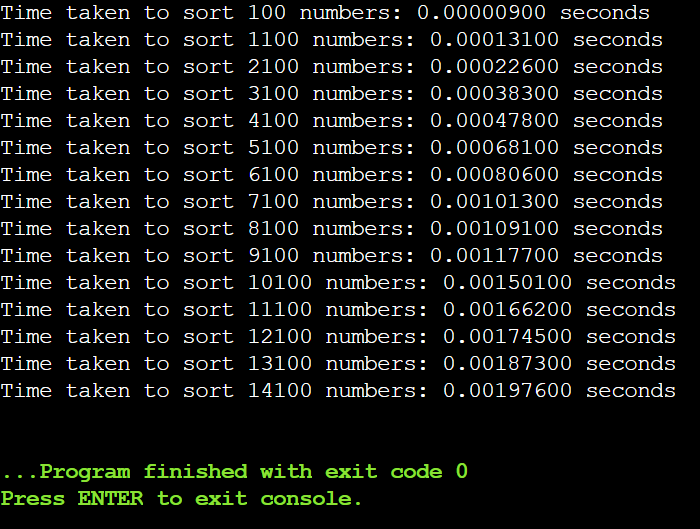 Time taken to sort 100 numbers: 0.00000900 seconds
Time taken to sort 1100 numbers: 0.00013100 seconds
Time taken to sort 2100 numbers: 0.00022600 seconds
Time taken to sort 3100 numbers: 0.00038300 seconds
Time taken to sort 4100 numbers: 0.00047800 seconds
Time taken to sort 5100 numbers: 0.00068100 seconds
Time taken to sort 6100 numbers: 0.00080600 seconds
Time taken to sort 7100 numbers: 0.00101300 seconds
Time taken to sort 8100 numbers: 0.00109100 seconds
Time taken to sort 9100 numbers: 0.00117700 seconds
Time taken to sort 10100 numbers: 0.00150100 seconds
Time taken to sort 11100 numbers: 0.00166200 seconds
Time taken to sort 12100 numbers: 0.00174500 seconds
Time taken to sort 13100 numbers: 0.00187300 seconds
Time taken to sort 14100 numbers: 0.00197600 seconds
...Program finished with exit code 0
Press ENTER to exit console.